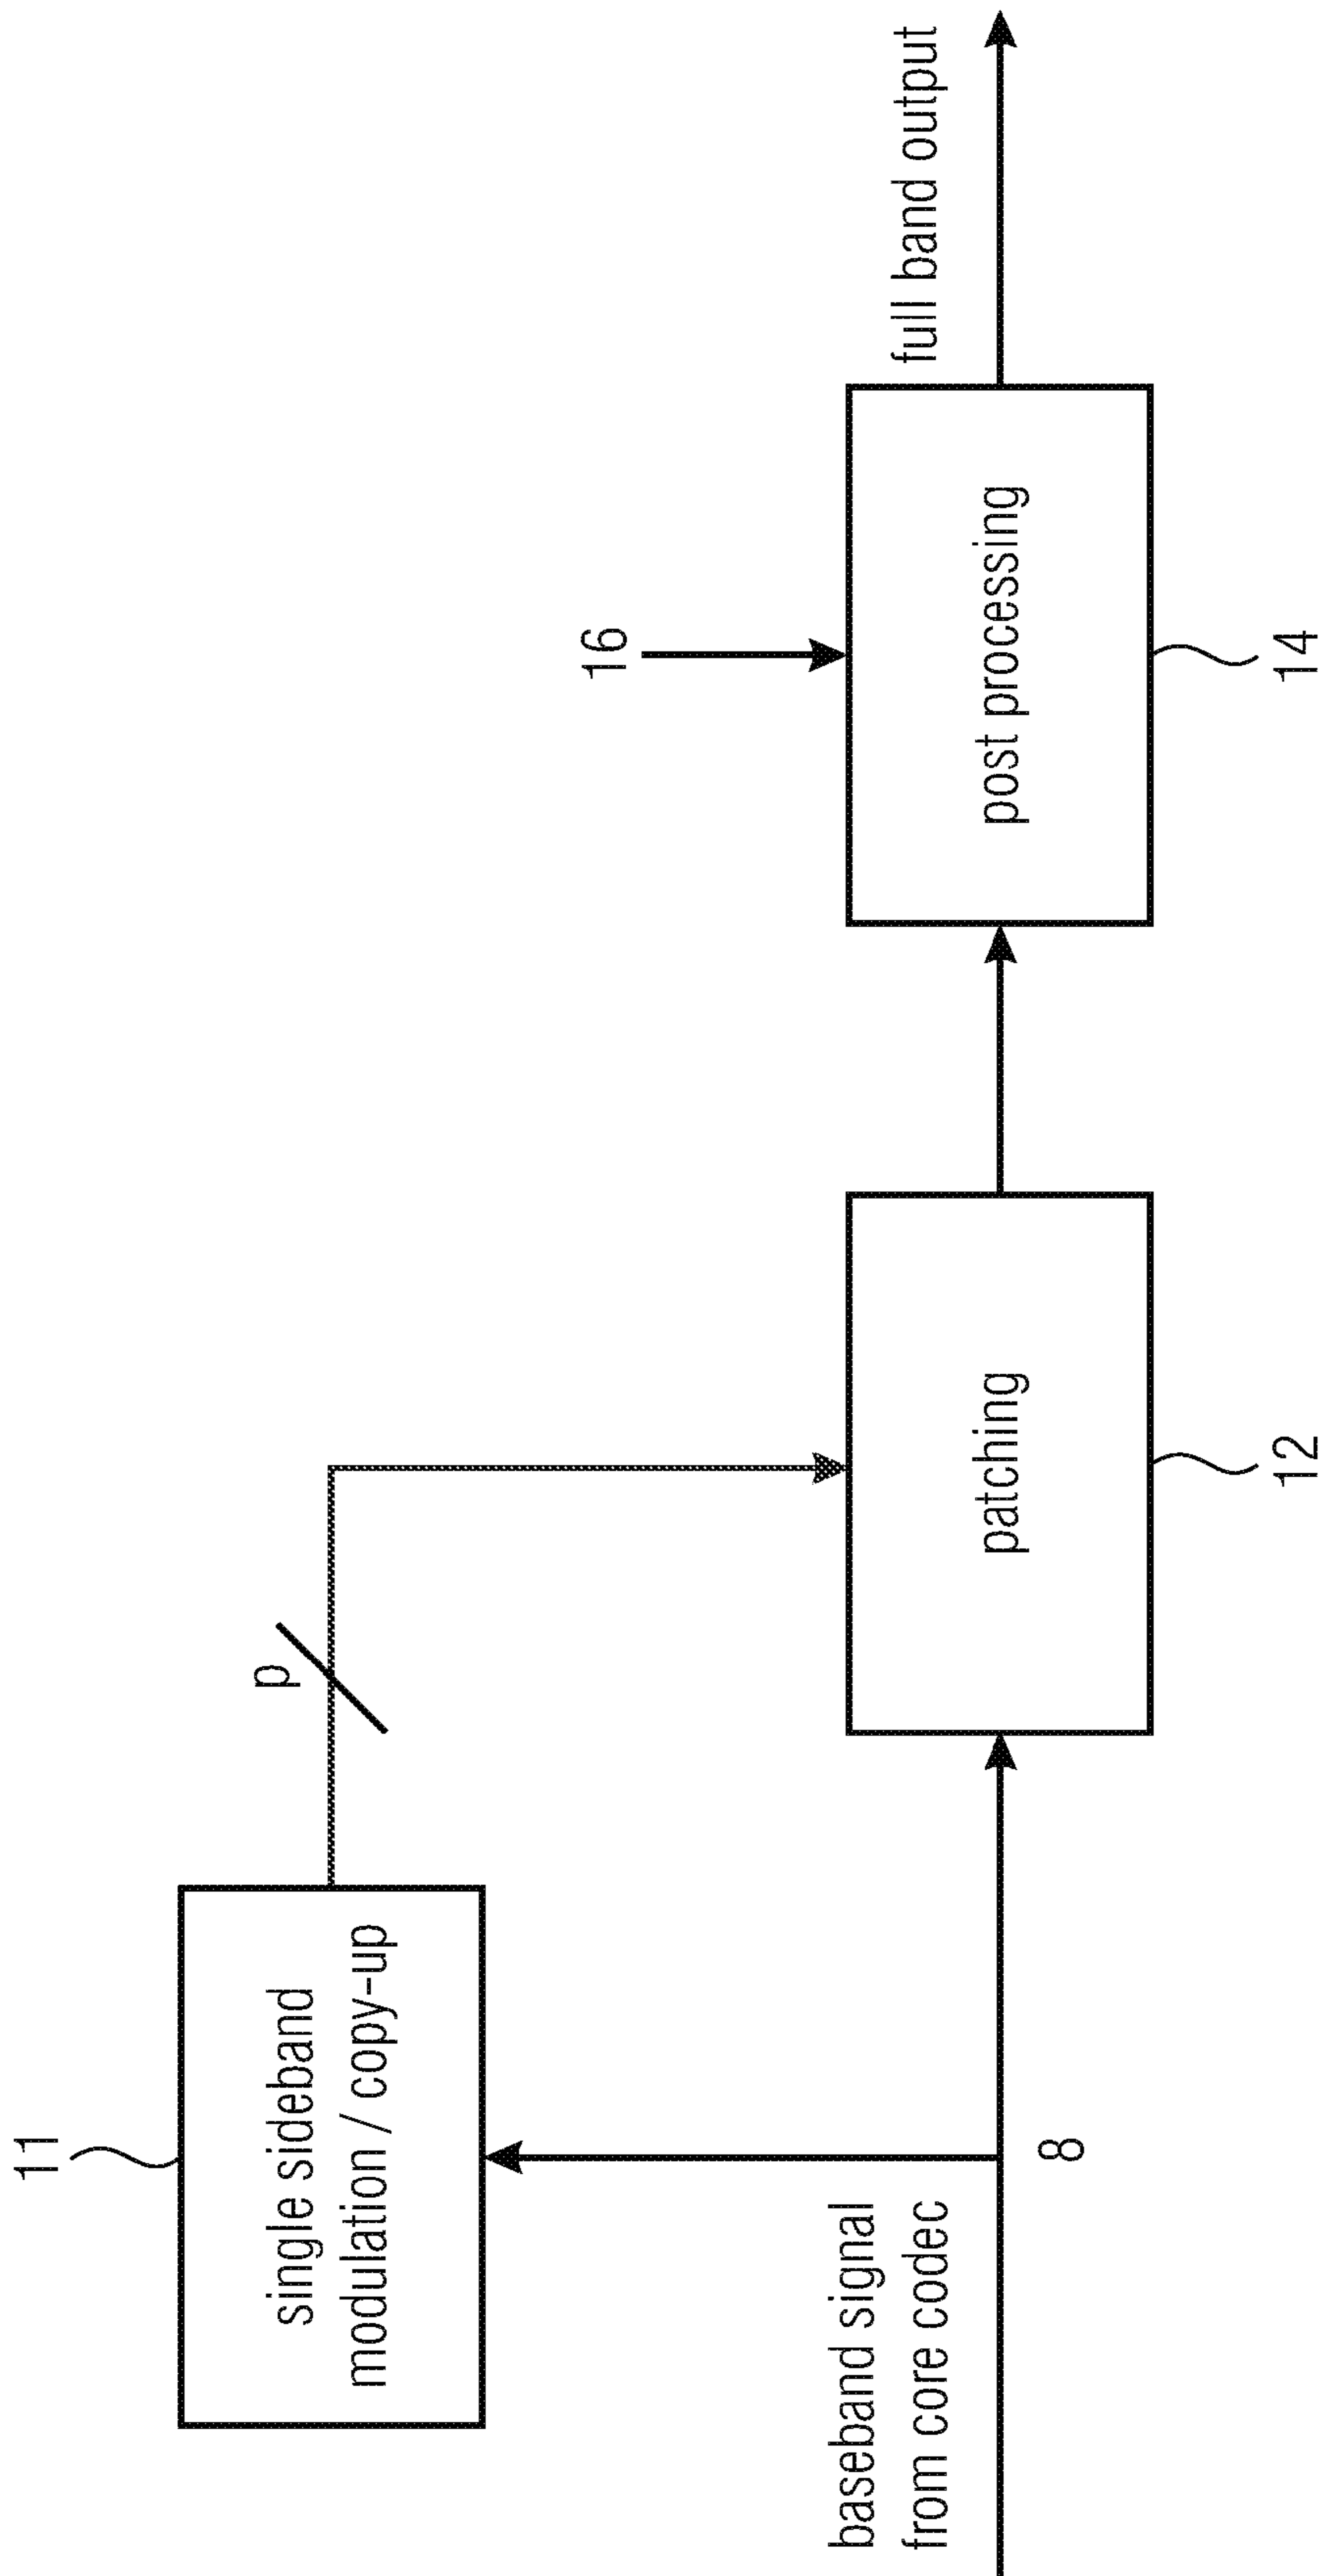 11
single sideband
modulation / copy-up
p
baseband signal
from core codec
8
patching
12
16
post processing
14
full band output